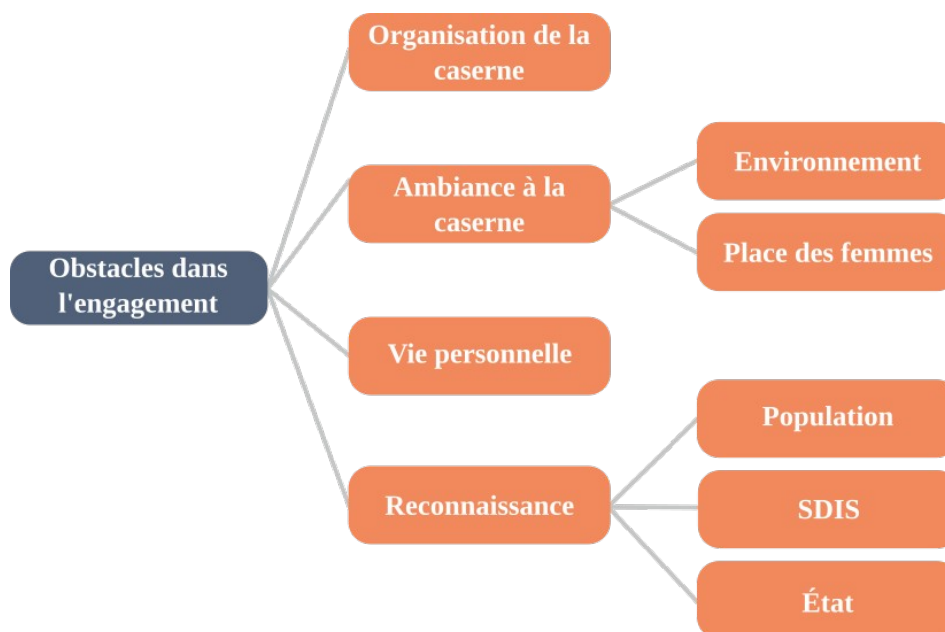 Organisation de la
caserne
Ambiance à la
caserne
Environnement
Place des femmes
Obstacles dans
l'engagement
Vie personnelle
Reconnaissance
Population
SDIS
État